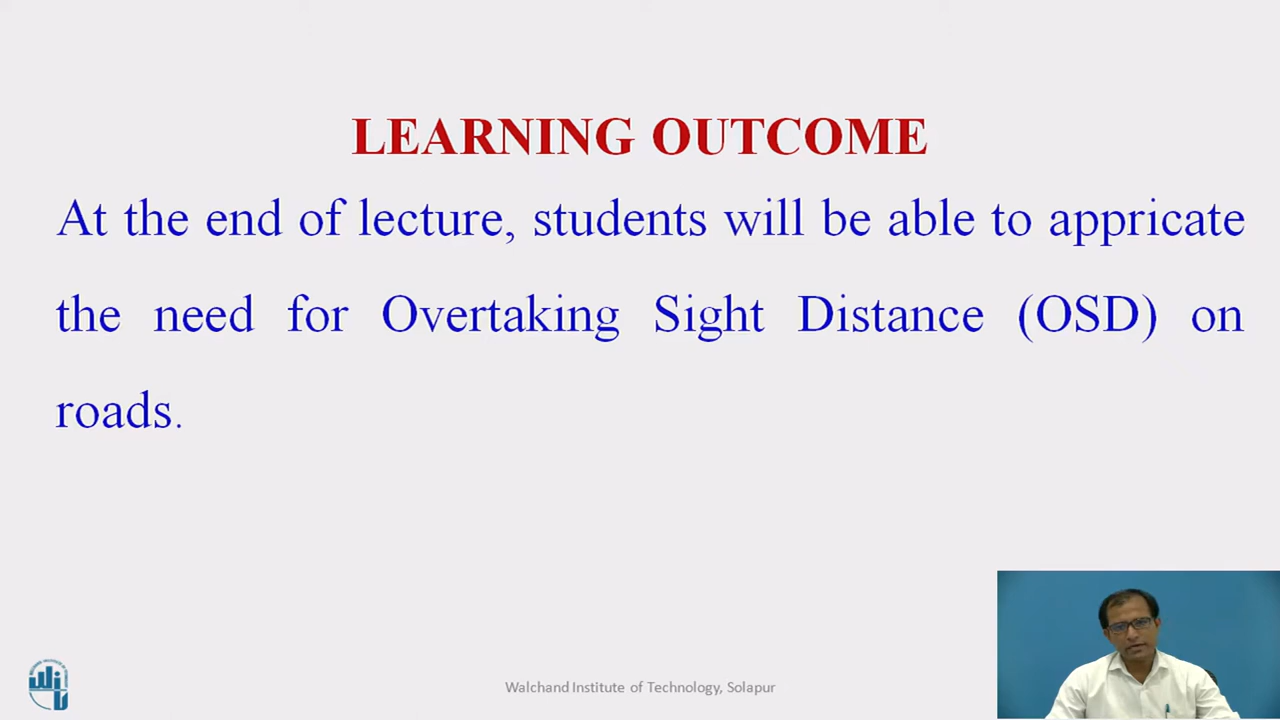 LEARNING OUTCOME
At the end of lecture, students will be able to appricate
the need for Overtaking Sight Distance (OSD) on
roads.
Walchand Institute of Technology, Solapur